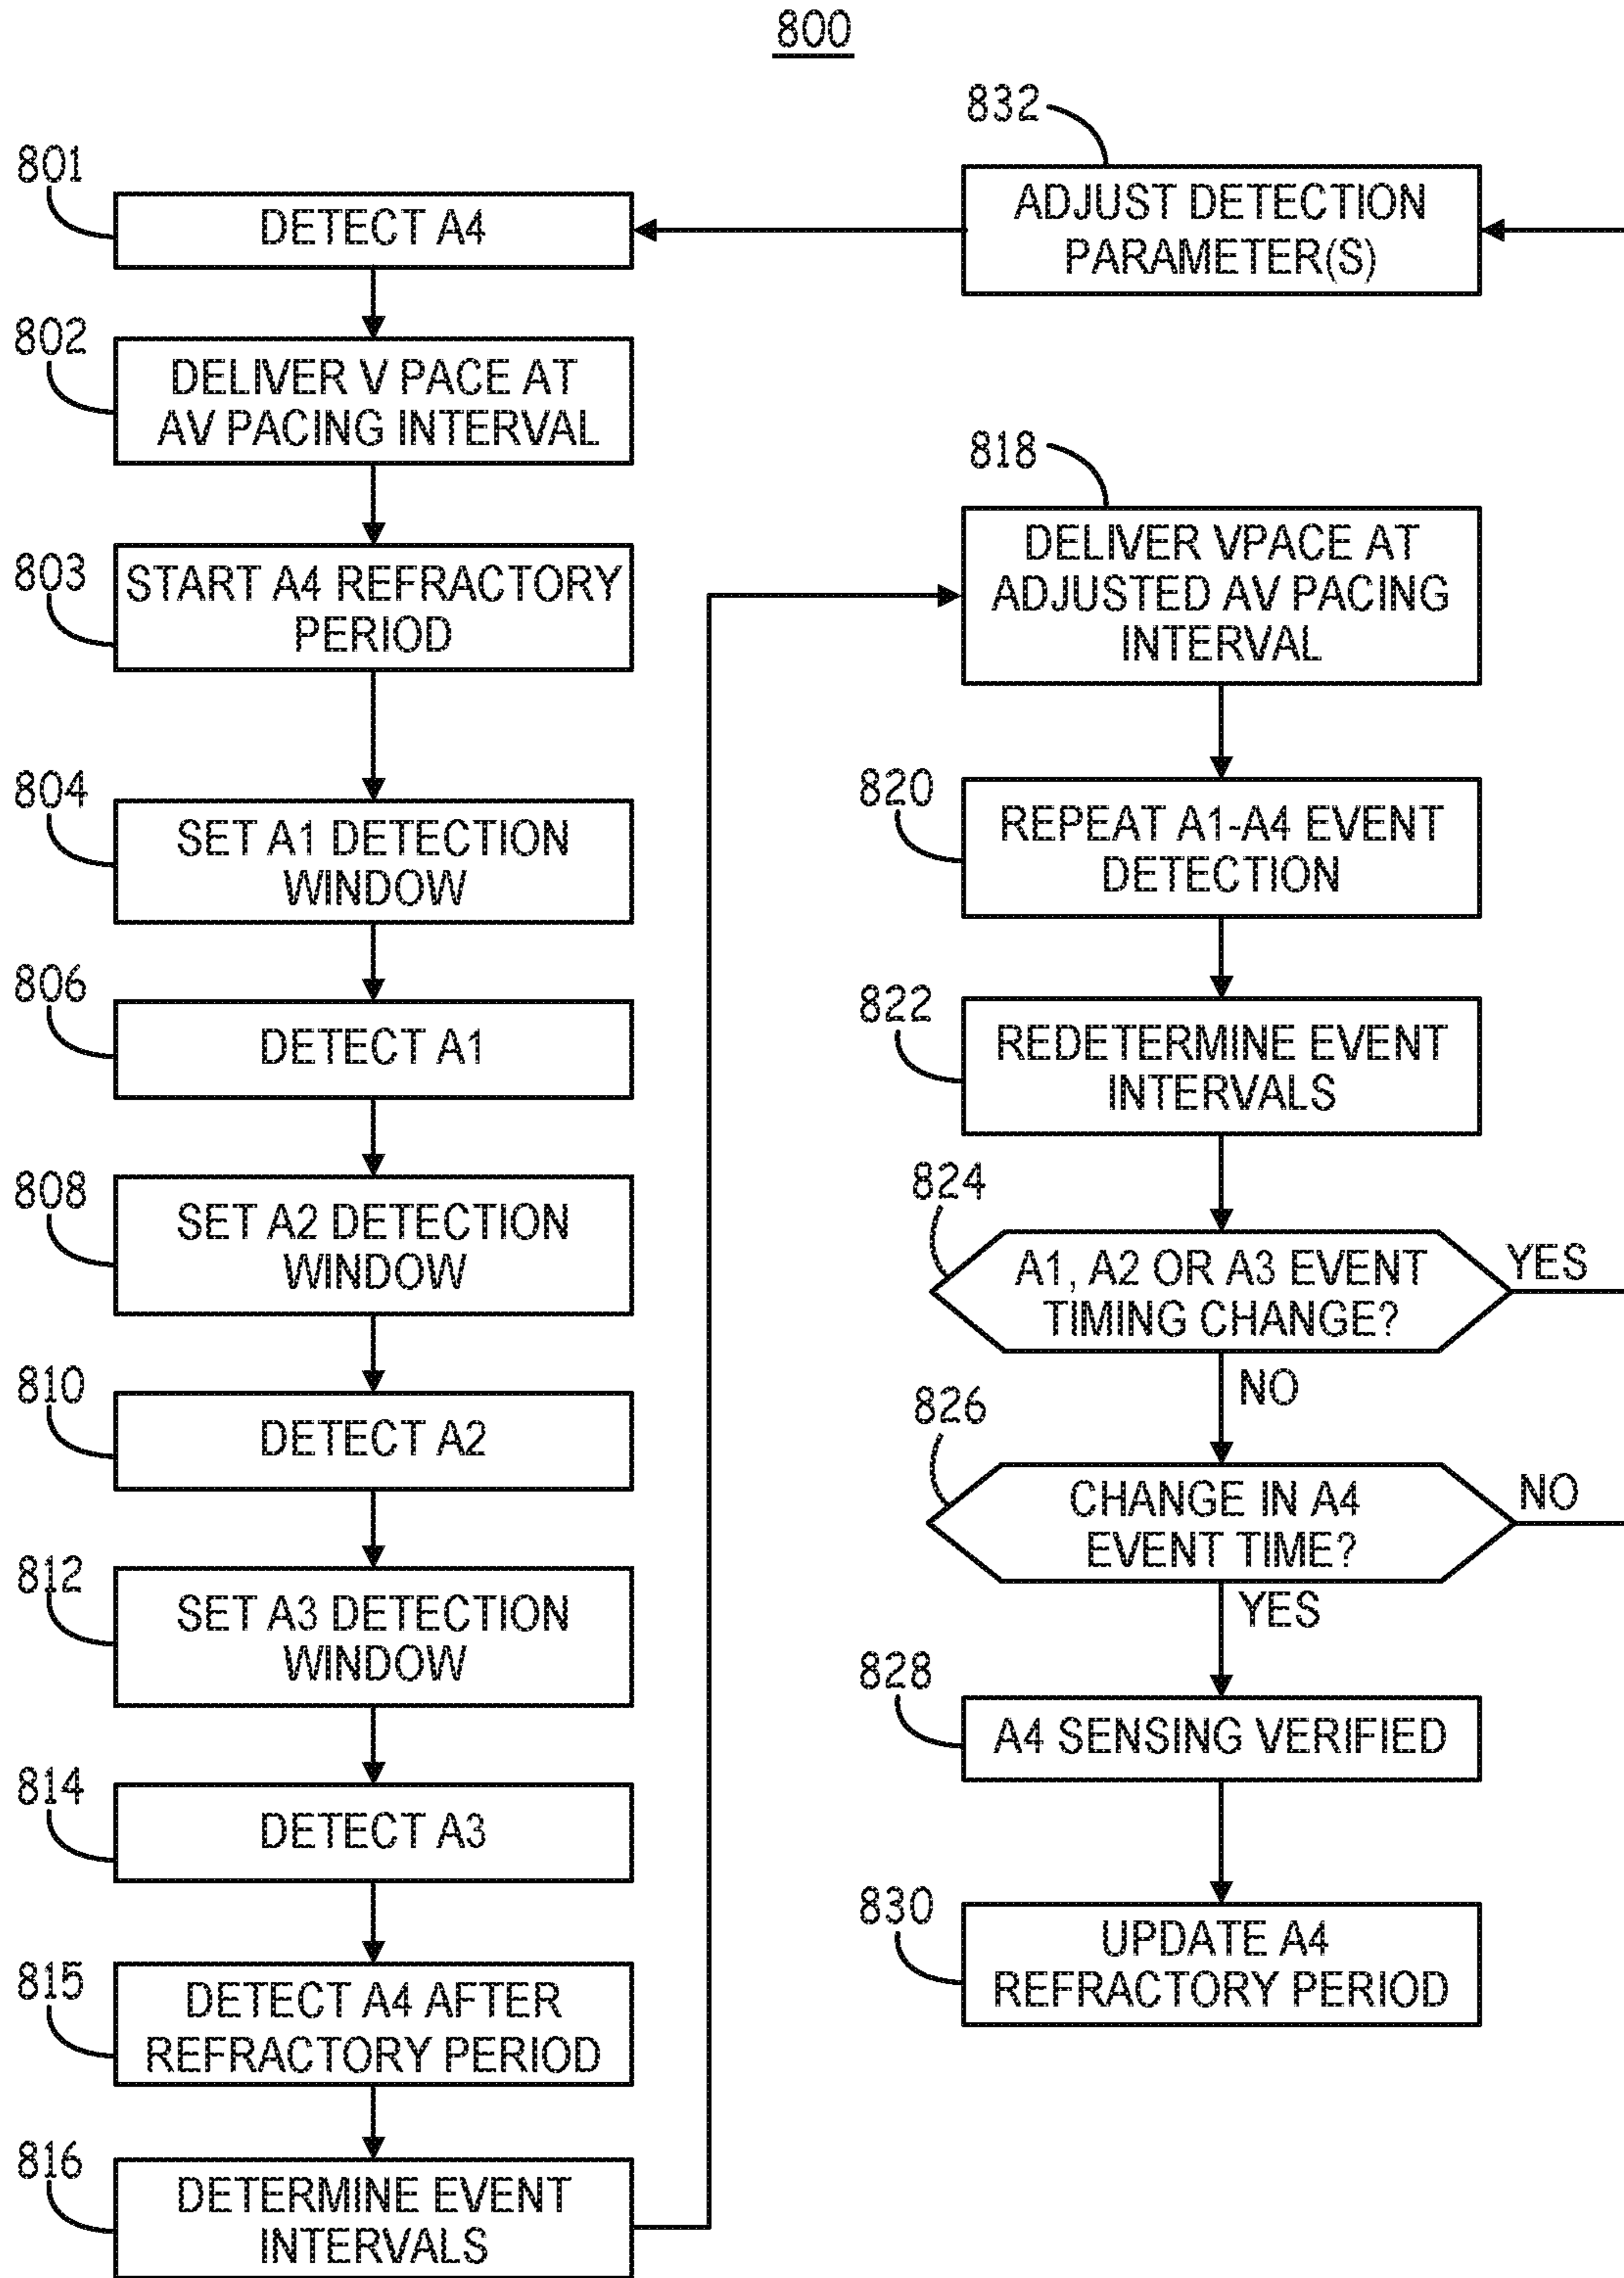 800
801
DETECT A4
802
DELIVER V PACE AT
AV PACING INTERVAL
803
START A4 REFRACTORY
PERIOD
804
SET A1 DETECTION
WINDOW
806
DETECT A1
808
SET A2 DETECTION
WINDOW
810
DETECT A2
812
SET A3 DETECTION
WINDOW
814
DETECT A3
815
DETECT A4 AFTER
REFRACTORY PERIOD
816
DETERMINE EVENT
INTERVALS
832
ADJUST DETECTION
PARAMETER(S)
818
DELIVER VPACE AT
ADJUSTED AV PACING
INTERVAL
820
REPEAT A1-A4 EVENT
DETECTION
822
REDETERMINE EVENT
INTERVALS
824
A1, A2 OR A3 EVENT
TIMING CHANGE?
YES
NO
826
CHANGE IN A4
EVENT TIME?
NO
YES
828
A4 SENSING VERIFIED
830
UPDATE A4
REFRACTORY PERIOD